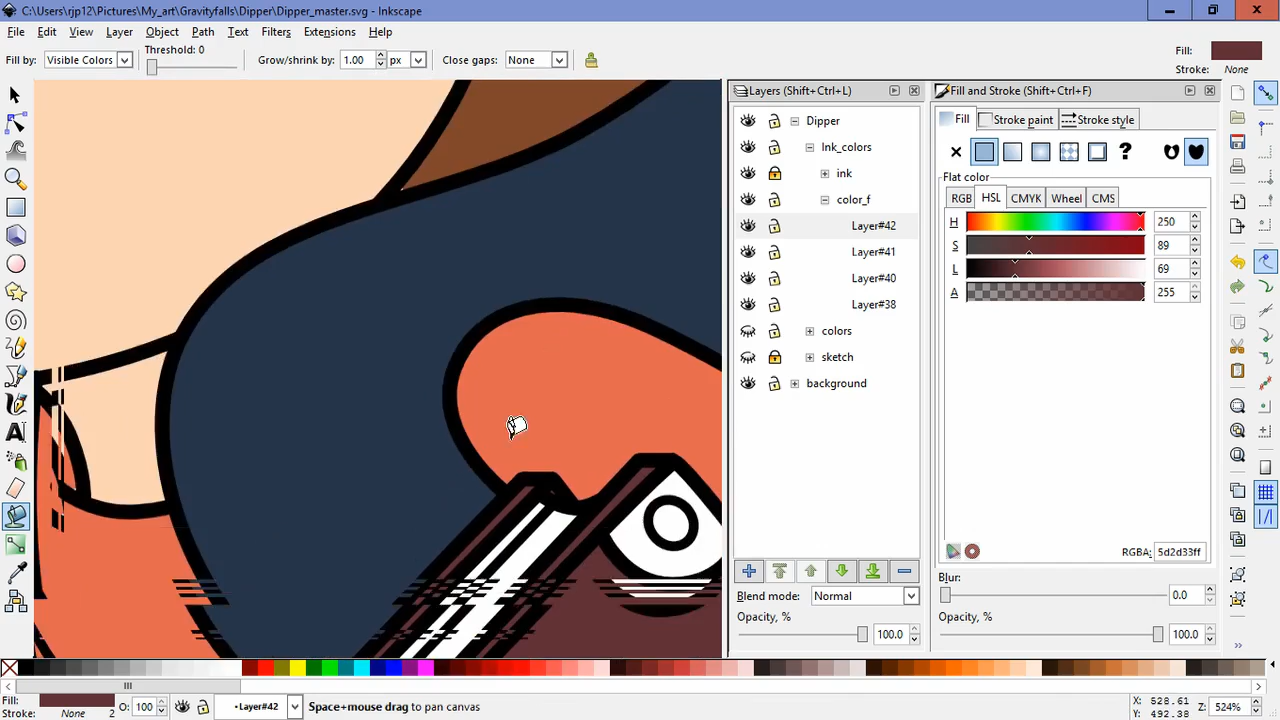 C:\Users\rjp12\Pictures\My_art\Gravityfalls\Dipper\Dipper_master.svg - Inkscape
File Edit View Layer Object Path Text Filters Extensions Help
Fill by: Visible Colors Threshold: 0 Grow/shrink by: 1.00 px Close gaps: None Fill: Stroke: None
Layers (Shift+Ctrl+L) Fill and Stroke (Shift+Ctrl+F)
Dipper
Fill Stroke paint Stroke style
Ink_colors
ink
Flat color
color_f
RGB HSL CMYK Wheel CMS
Layer#42
H 250
Layer#41
S 89
Layer#40
L 69
Layer#38
A 255
colors
sketch
background
RGBA: 5d2d33ff
Blend mode: Normal
Blur: 0.0
Opacity, % 100.0
Opacity, % 100.0
Fill: Stroke: None 2 O: 100 •Layer#42 Space+mouse drag to pan canvas X: 528.61 Y: 492.38 Z: 524%